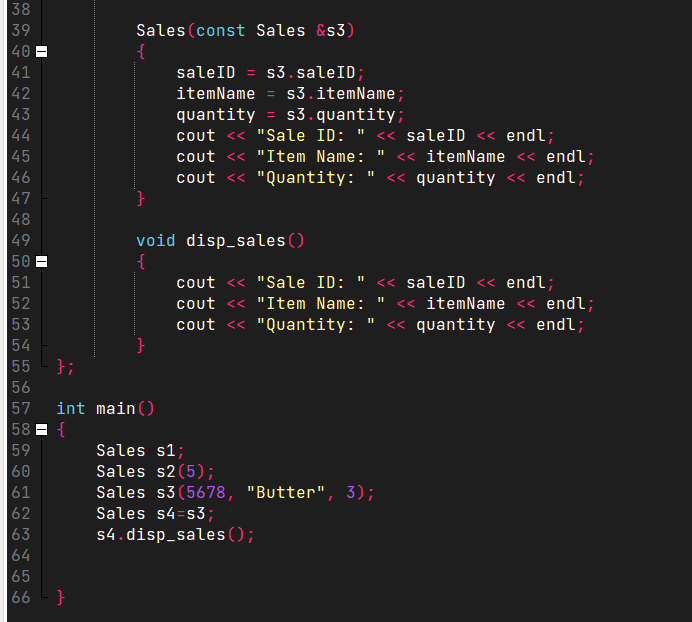 38
39 Sales(const Sales &s3)
40 {
41 saleID = s3.saleID;
42 itemName = s3.itemName;
43 quantity = s3.quantity;
44 cout << "Sale ID: " << saleID << endl;
45 cout << "Item Name: " << itemName << endl;
46 cout << "Quantity: " << quantity << endl;
47 }
48
49 void disp_sales()
50 {
51 cout << "Sale ID: " << saleID << endl;
52 cout << "Item Name: " << itemName << endl;
53 cout << "Quantity: " << quantity << endl;
54 }
55 };
56
57 int main()
58 {
59 Sales s1;
60 Sales s2(5);
61 Sales s3(5678, "Butter", 3);
62 Sales s4=s3;
63 s4.disp_sales();
64
65
66 }